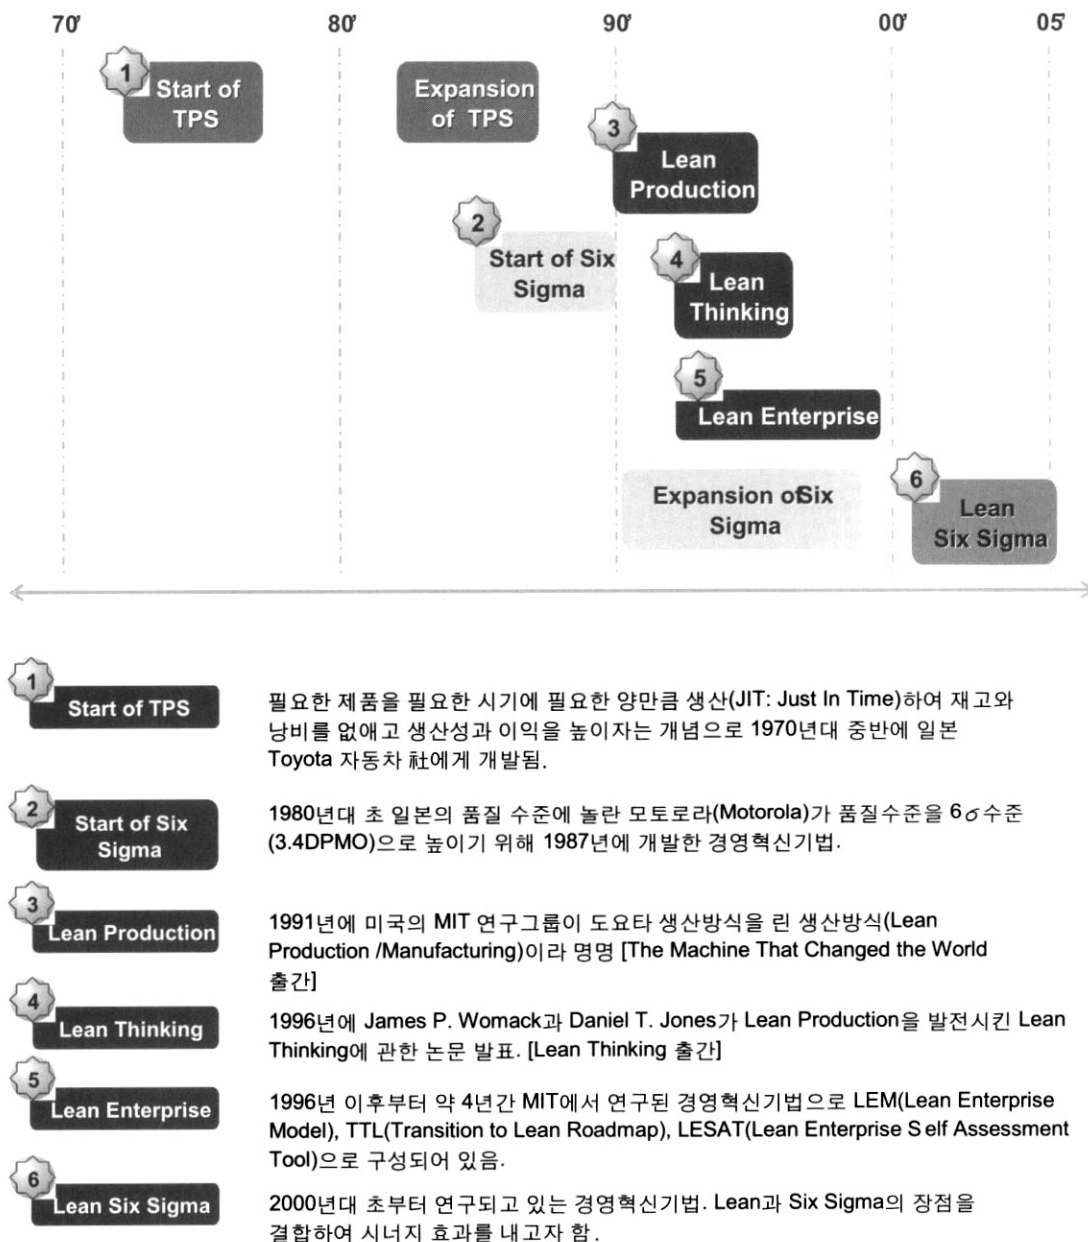 70' 80' 90' 00' 05'
1
Start of
TPS
Expansion
of TPS
3
Lean
Production
2
Start of Six
Sigma
4
Lean
Thinking
5
Lean Enterprise
Expansion of Six
Sigma
6
Lean
Six Sigma
1
Start of TPS
필요한 제품을 필요한 시기에 필요한 양만큼 생산(JIT: Just In Time)하여 재고와
낭비를 없애고 생산성과 이익을 높이자는 개념으로 1970년대 중반에 일본
Toyota 자동차 社에게 개발됨.
2
Start of Six
Sigma
1980년대 초 일본의 품질 수준에 놀란 모토로라(Motorola)가 품질수준을 6σ수준
(3.4DPMO)으로 높이기 위해 1987년에 개발한 경영혁신기법.
3
Lean Production
1991년에 미국의 MIT 연구그룹이 도요타 생산방식을 린 생산방식(Lean
Production /Manufacturing)이라 명명 [The Machine That Changed the World
출간]
4
Lean Thinking
1996년에 James P. Womack과 Daniel T. Jones가 Lean Production을 발전시킨 Lean
Thinking에 관한 논문 발표. [Lean Thinking 출간]
5
Lean Enterprise
1996년 이후부터 약 4년간 MIT에서 연구된 경영혁신기법으로 LEM(Lean Enterprise
Model), TTL(Transition to Lean Roadmap), LESAT(Lean Enterprise Self Assessment
Tool)으로 구성되어 있음.
6
Lean Six Sigma
2000년대 초부터 연구되고 있는 경영혁신기법. Lean과 Six Sigma의 장점을
결합하여 시너지 효과를 내고자 함.